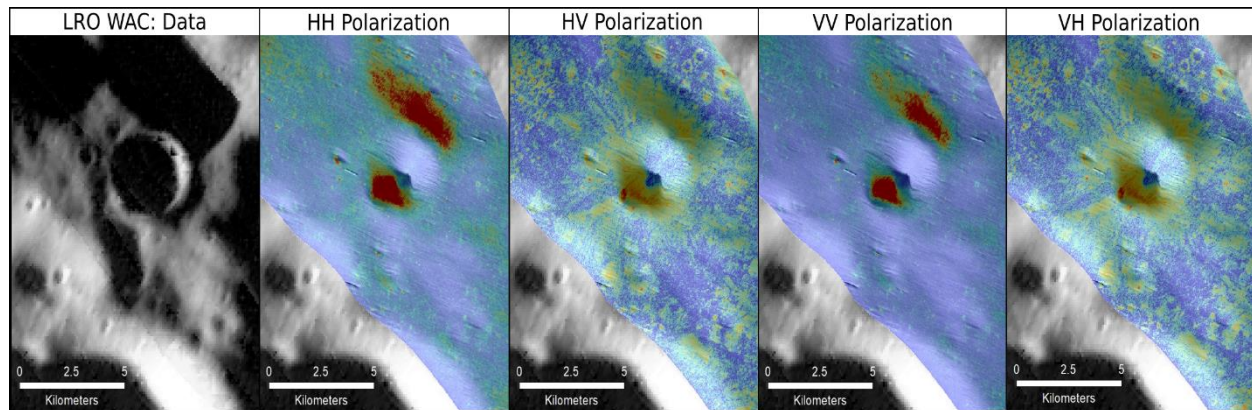 LRO WAC: Data
HH Polarization
HV Polarization
VV Polarization
VH Polarization
0 2.5 5
Kilometers
0 2.5 5
Kilometers
0 2.5 5
Kilometers
0 2.5 5
Kilometers
0 2.5 5
Kilometers